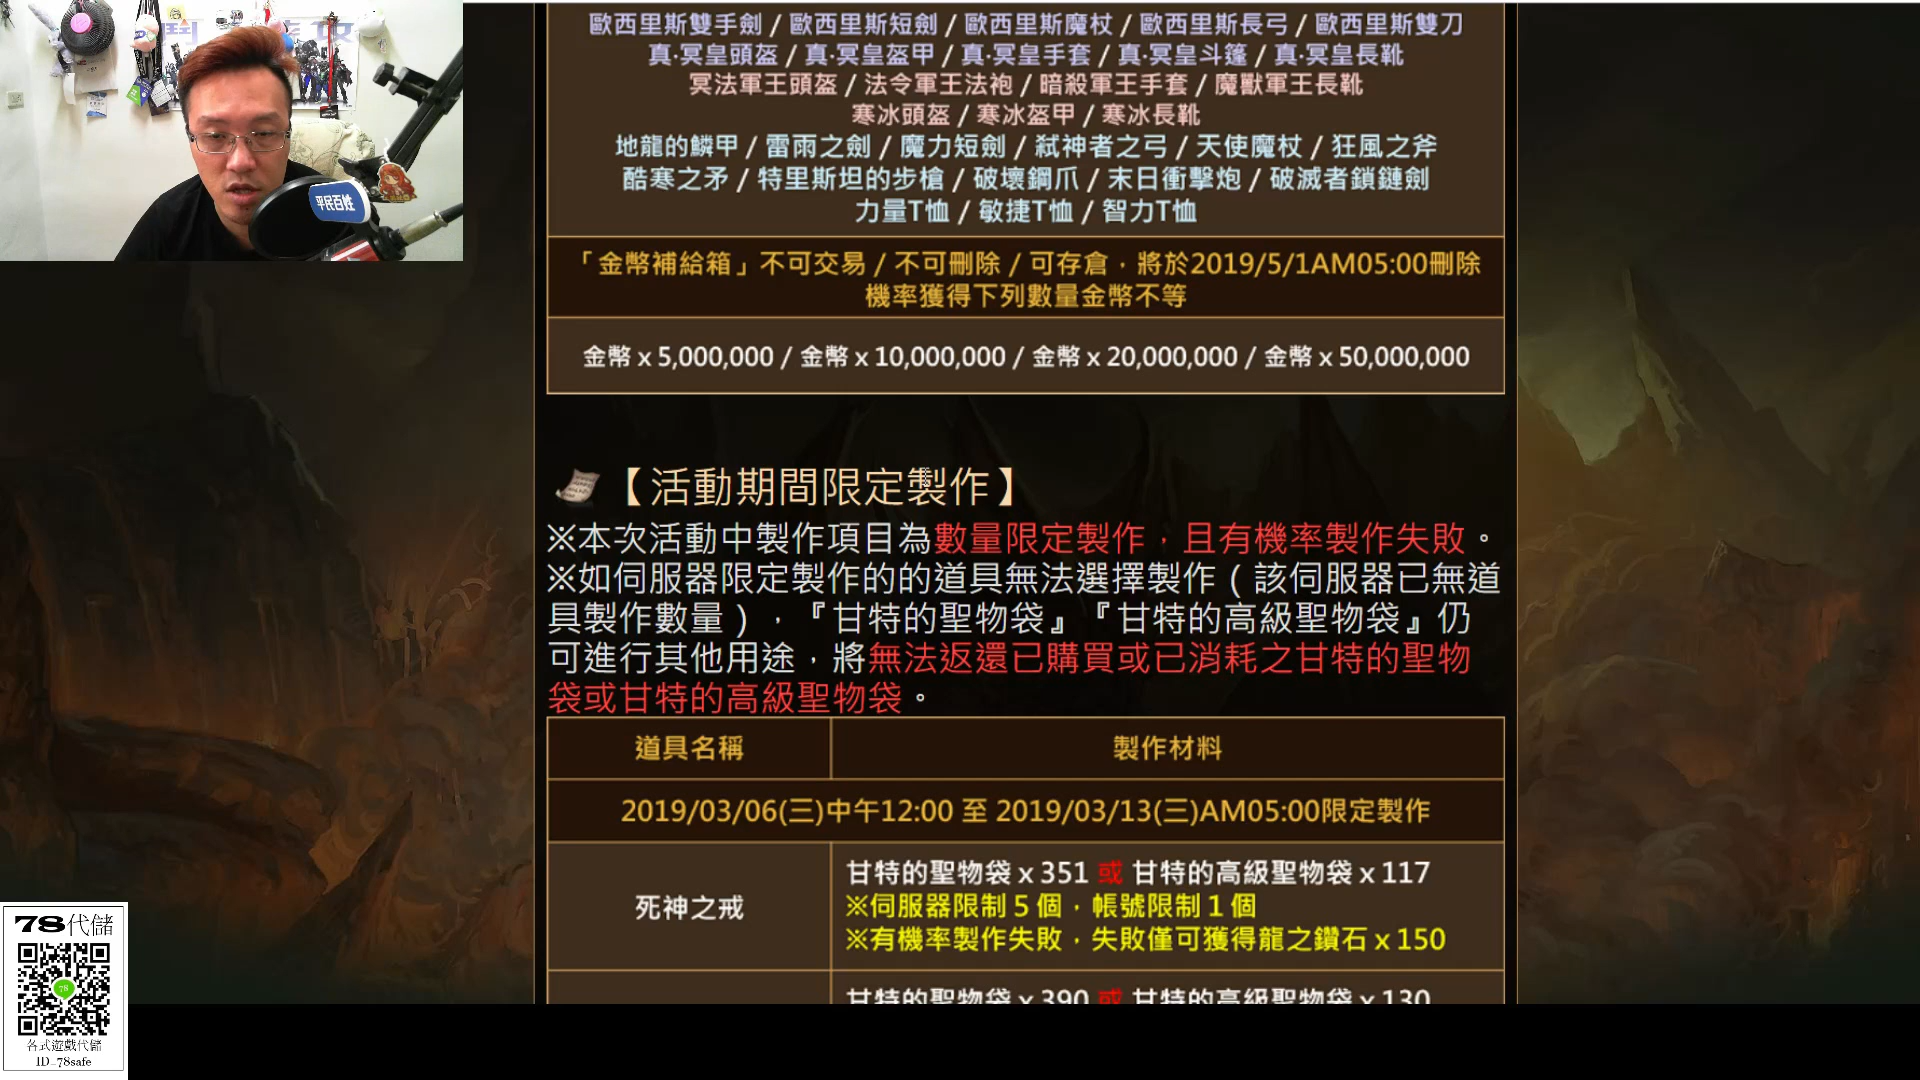 歐西里斯雙手劍 / 歐西里斯短劍 / 歐西里斯魔杖 / 歐西里斯長弓 / 歐西里斯雙刀
真·冥皇頭盔 / 真·冥皇盔甲 / 真·冥皇手套 / 真·冥皇斗篷 / 真·冥皇長靴
冥法軍王頭盔 / 法令軍王法袍 / 暗殺軍王手套 / 魔獸軍王長靴
寒冰頭盔 / 寒冰盔甲 / 寒冰長靴
地龍的鱗甲 / 雷雨之劍 / 魔力短劍 / 弒神者之弓 / 天使魔杖 / 狂風之斧
酷寒之矛 / 特里斯坦的步槍 / 破壞鋼爪 / 末日衝擊炮 / 破滅者鎖鏈劍
力量T恤 / 敏捷T恤 / 智力T恤
「金幣補給箱」不可交易 / 不可刪除 / 可存倉，將於2019/5/1AM05:00刪除
機率獲得下列數量金幣不等
金幣 x 5,000,000 / 金幣 x 10,000,000 / 金幣 x 20,000,000 / 金幣 x 50,000,000
平民百姓
【活動期間限定製作】
※本次活動中製作項目為數量限定製作，且有機率製作失敗。
※如伺服器限定製作的的道具無法選擇製作（該伺服器已無道
具製作數量），『甘特的聖物袋』『甘特的高級聖物袋』仍
可進行其他用途，將無法返還已購買或已消耗之甘特的聖物
袋或甘特的高級聖物袋。
道具名稱 製作材料
2019/03/06(三)中午12:00 至 2019/03/13(三)AM05:00限定製作
死神之戒
甘特的聖物袋 x 351 或 甘特的高級聖物袋 x 117
※伺服器限制 5 個，帳號限制 1 個
※有機率製作失敗，失敗僅可獲得龍之鑽石 x 150
甘特的聖物袋 x 390 或 甘特的高級聖物袋 x 130
78代儲
78
各式遊戲代儲
ID_78safe